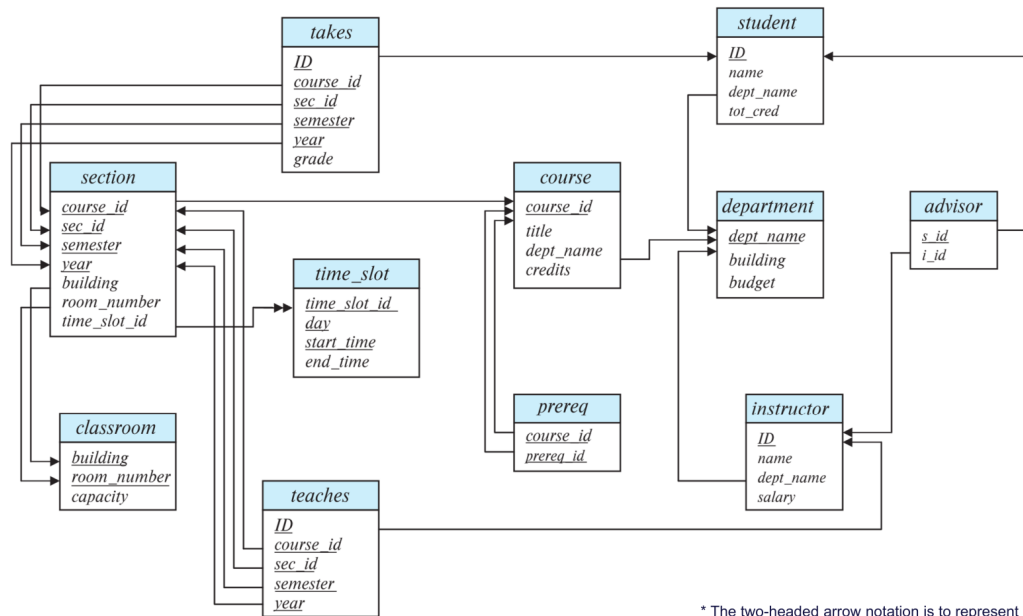 takes
ID
course_id
sec_id
semester
year
grade
student
ID
name
dept_name
tot_cred
section
course_id
sec_id
semester
year
building
room_number
time_slot_id
course
course_id
title
dept_name
credits
department
dept_name
building
budget
advisor
s_id
i_id
time_slot
time_slot_id
day
start_time
end_time
prereq
course_id
prereq_id
instructor
ID
name
dept_name
salary
classroom
building
room_number
capacity
teaches
ID
course_id
sec_id
semester
year
* The two-headed arrow notation is to represent